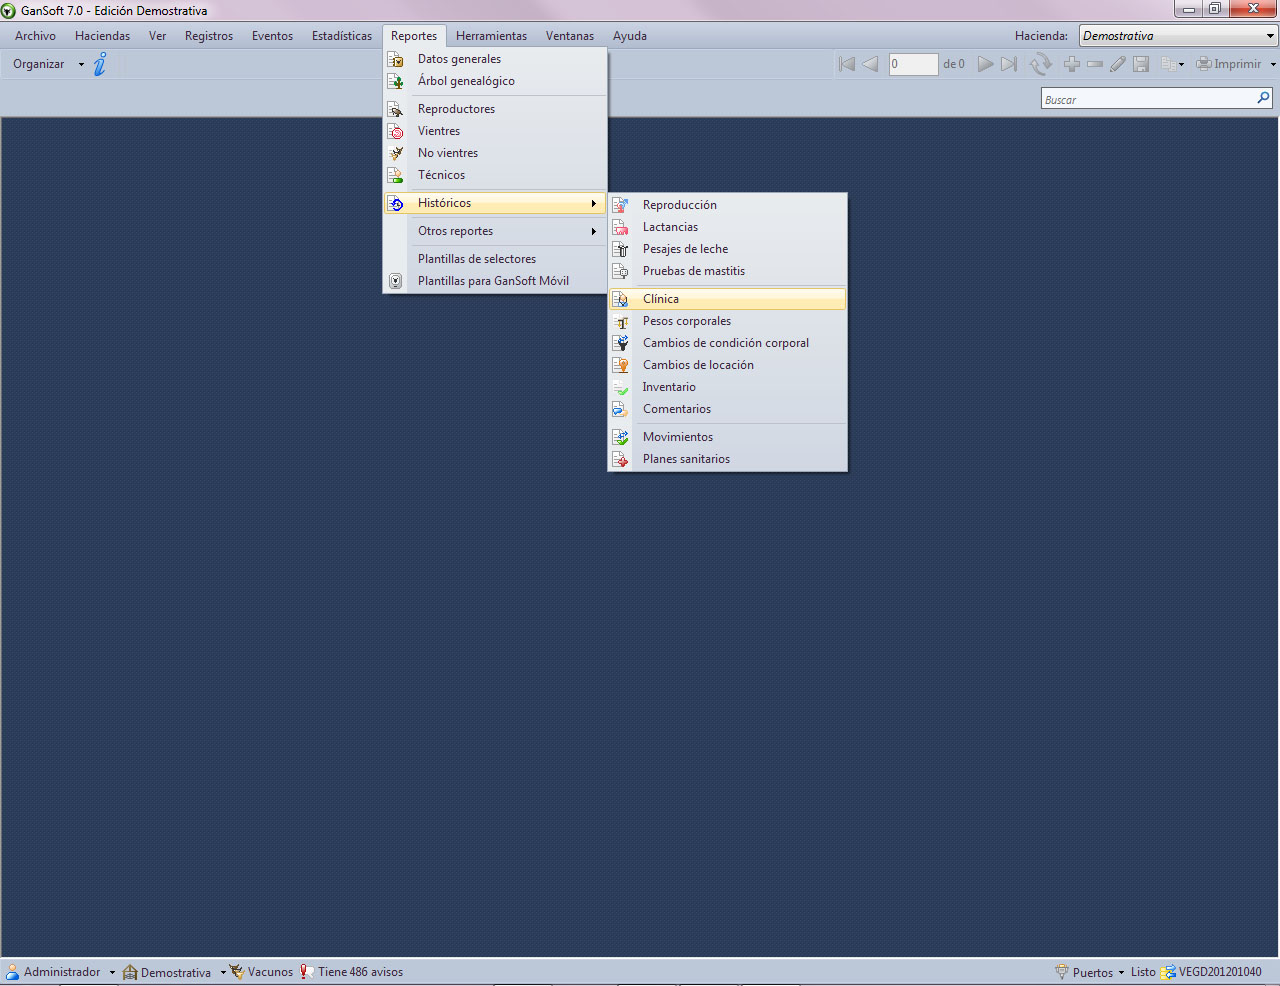 GanSoft 7.0 - Edición Demostrativa
Archivo Haciendas Ver Registros Eventos Estadísticas Reportes Herramientas Ventanas Ayuda Hacienda: Demostrativa
Organizar 0 de 0 Imprimir
Buscar
Datos generales
Árbol genealógico
Reproductores
Vientres
No vientres
Técnicos
Históricos
Otros reportes
Plantillas de selectores
Plantillas para GanSoft Móvil
Reproducción
Lactancias
Pesajes de leche
Pruebas de mastitis
Clínica
Pesos corporales
Cambios de condición corporal
Cambios de locación
Inventario
Comentarios
Movimientos
Planes sanitarios
Administrador Demostrativa Vacunos Tiene 486 avisos Puertos Listo VEGD201201040